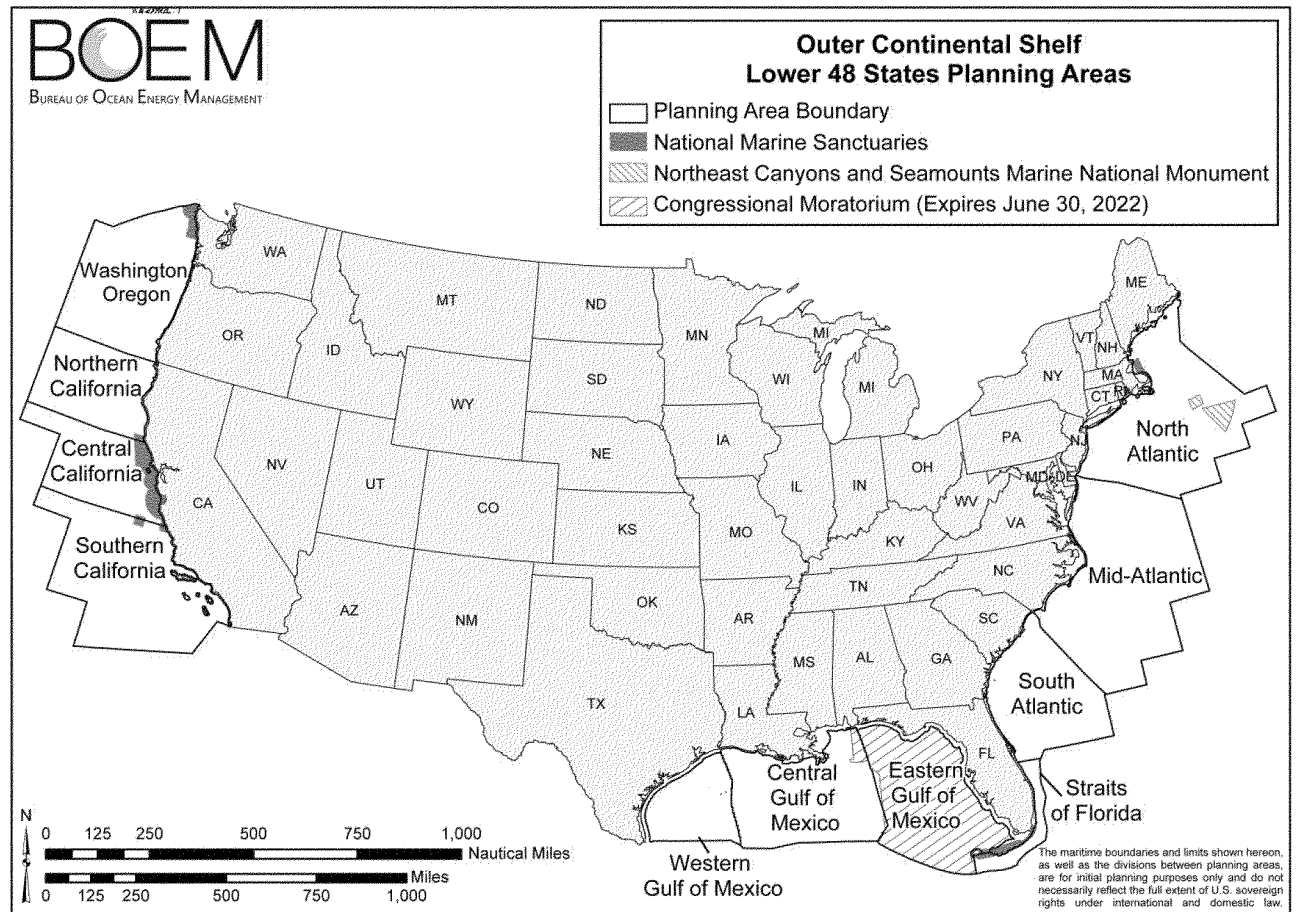 BOEM
BUREAU OF OCEAN ENERGY MANAGEMENT
Outer Continental Shelf
Lower 48 States Planning Areas
Planning Area Boundary
National Marine Sanctuaries
Northeast Canyons and Seamounts Marine National Monument
Congressional Moratorium (Expires June 30, 2022)
Washington
Oregon
Northern
California
Central
California
Southern
California
WA
OR
ID
MT
ND
SD
WY
NE
NV
UT
CO
KS
CA
AZ
NM
OK
TX
MN
IA
MO
AR
LA
WI
MI
MI
IL
IN
OH
KY
TN
MS
AL
GA
FL
SC
NC
VA
WV
PA
NY
NJ
MD
DE
CT
RI
MA
VT
NH
ME
North
Atlantic
Mid-Atlantic
South
Atlantic
Straits
of Florida
Eastern
Gulf of
Mexico
Central
Gulf of
Mexico
Western
Gulf of Mexico
N
0 125 250 500 750 1,000
Nautical Miles
Miles
0 125 250 500 750 1,000
The maritime boundaries and limits shown hereon,
as well as the divisions between planning areas,
are for initial planning purposes only and do not
necessarily reflect the full extent of U.S. sovereign
rights under international and domestic law.